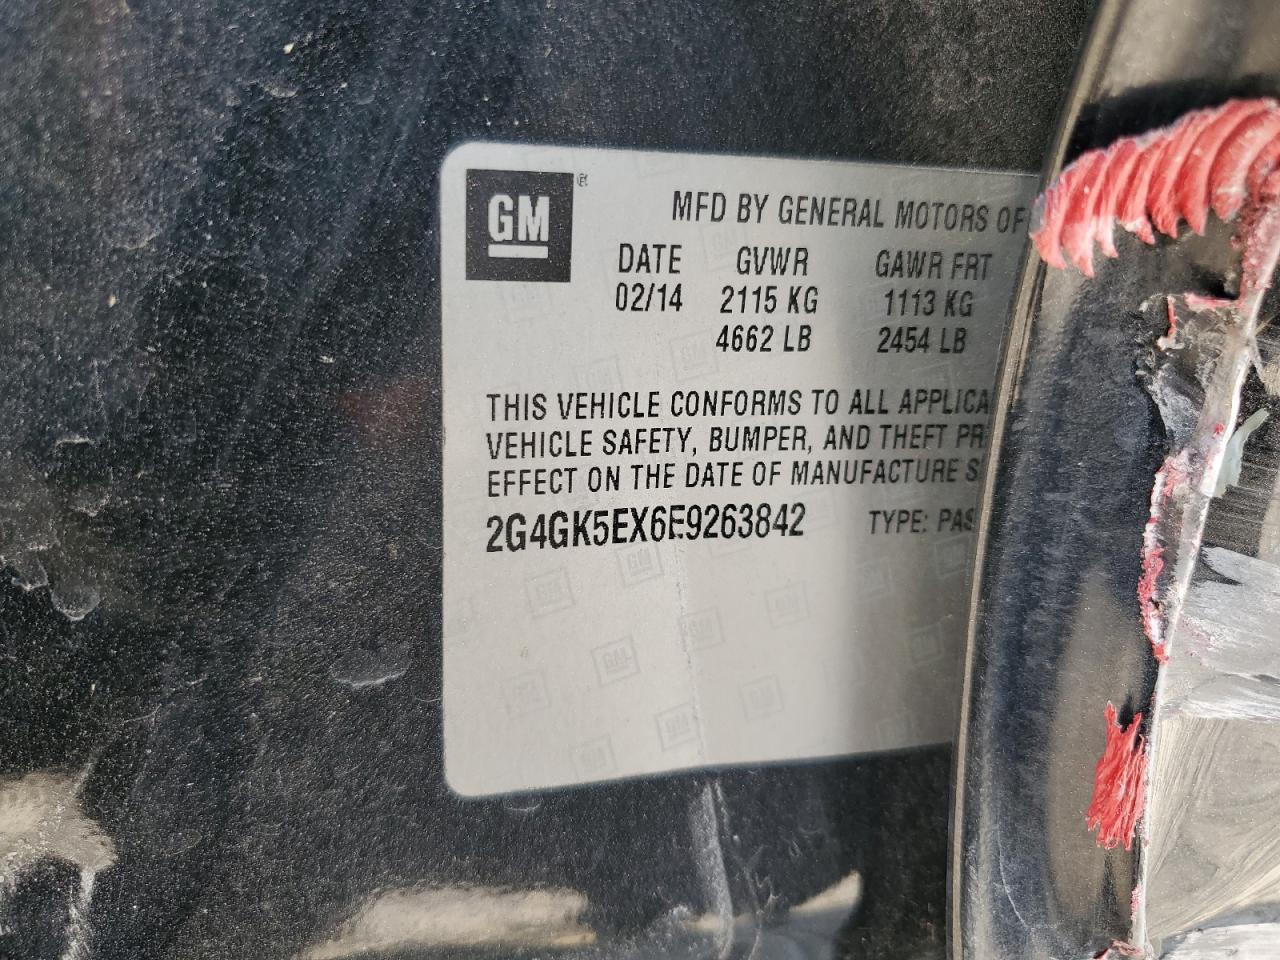 GM
MFD BY GENERAL MOTORS OF
DATE GVWR GAWR FRT
02/14 2115 KG 1113 KG
4662 LB 2454 LB
THIS VEHICLE CONFORMS TO ALL APPLICA
VEHICLE SAFETY, BUMPER, AND THEFT PR
EFFECT ON THE DATE OF MANUFACTURE S
2G4GK5EX6E9263842 TYPE: PAS